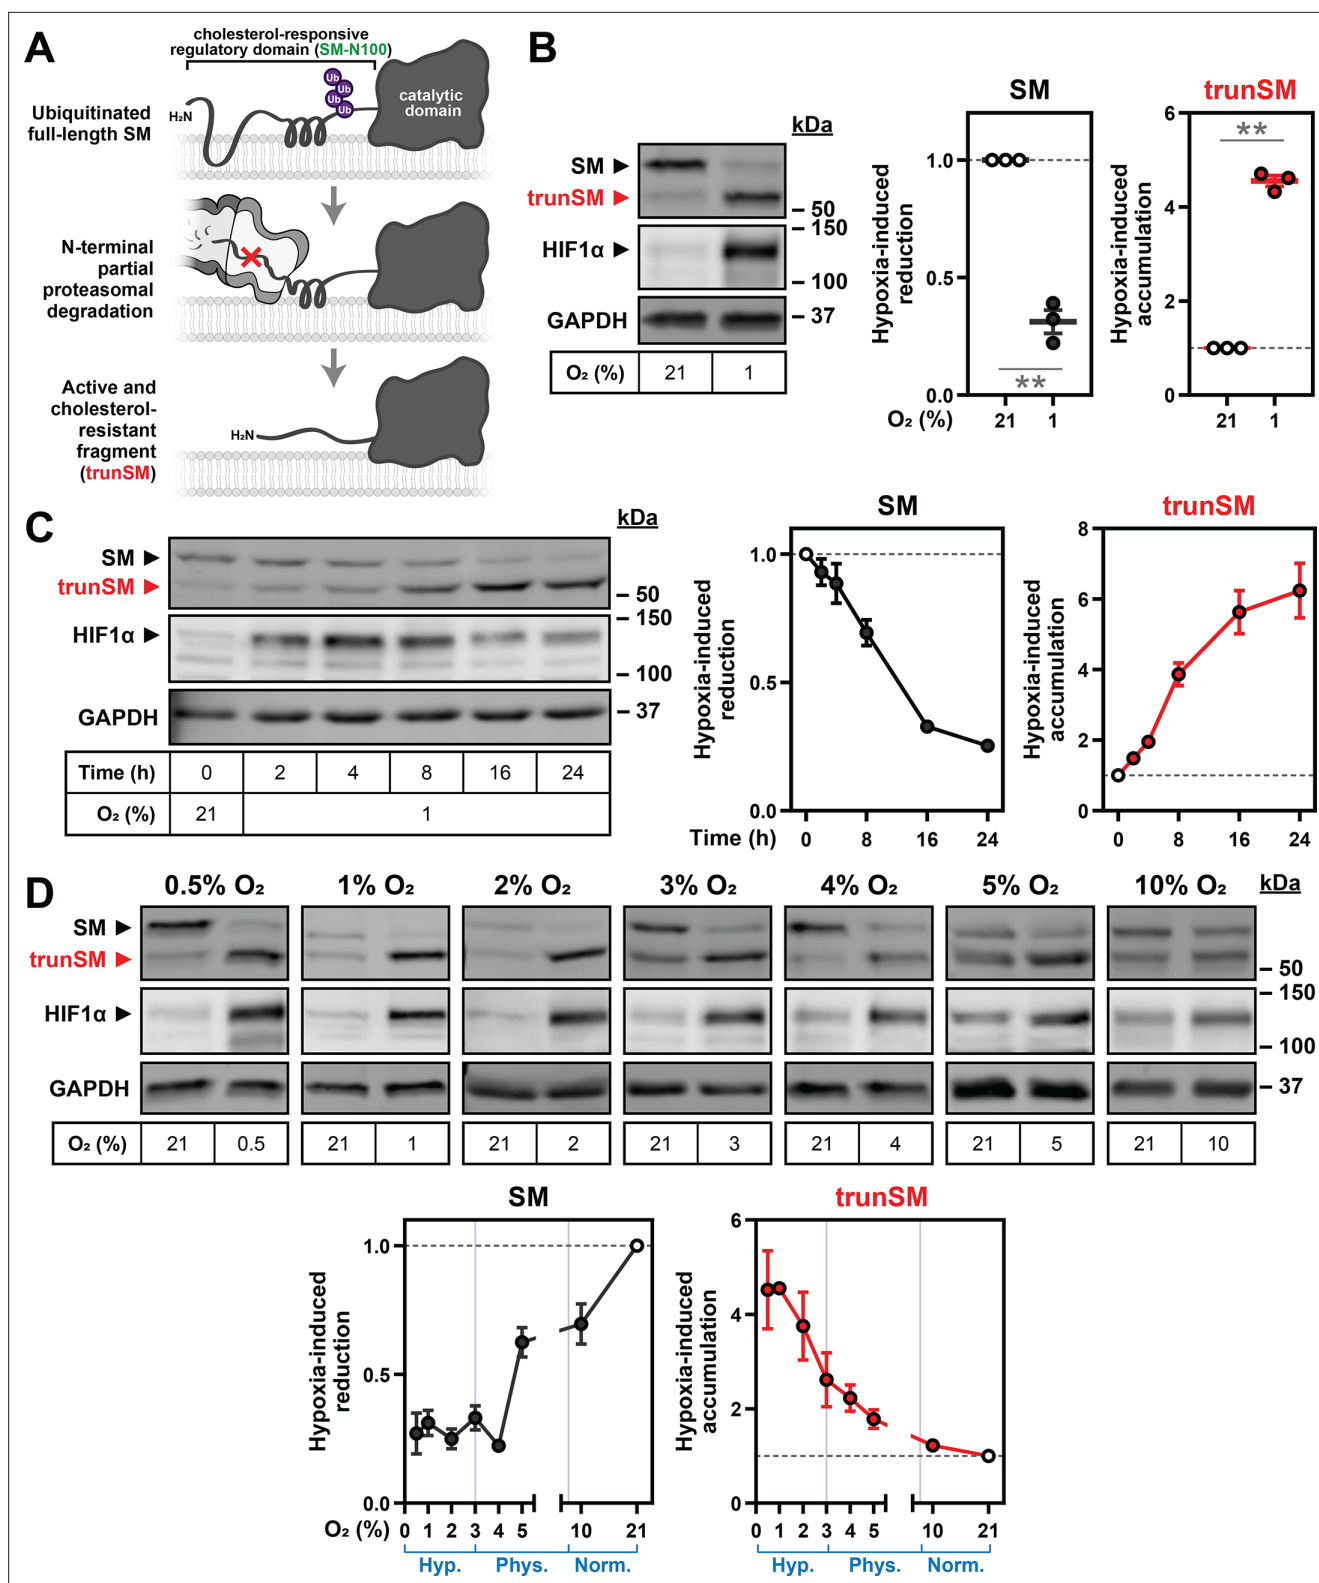 A
cholesterol-responsive
regulatory domain (SM-N100)
Ubiquitinated
full-length SM
H₂N
Ub
Ub
Ub
Ub
catalytic
domain
N-terminal
partial
proteasomal
degradation
Active and
cholesterol-
resistant
fragment
(trunSM)
H₂N
B
kDa
SM
trunSM
50
150
HIF1α
100
GAPDH
37
O₂ (%)
21
1
SM
Hypoxia-induced
reduction
1.0
0.5
0.0
**
O₂ (%)
21
1
trunSM
Hypoxia-induced
accumulation
6
4
2
0
**
21
1
C
kDa
SM
trunSM
50
150
HIF1α
100
GAPDH
37
Time (h)
0
2
4
8
16
24
O₂ (%)
21
1
SM
Hypoxia-induced
reduction
1.0
0.5
0.0
Time (h)
0
8
16
24
trunSM
Hypoxia-induced
accumulation
8
6
4
2
0
0
8
16
24
D
0.5% O₂
1% O₂
2% O₂
3% O₂
4% O₂
5% O₂
10% O₂
kDa
SM
trunSM
50
150
HIF1α
100
GAPDH
37
O₂ (%)
21
0.5
21
1
21
2
21
3
21
4
21
5
21
10
SM
Hypoxia-induced
reduction
1.0
0.5
0.0
O₂ (%)
0
1
2
3
4
5
10
21
Hyp.
Phys.
Norm.
trunSM
Hypoxia-induced
accumulation
6
4
2
0
0
1
2
3
4
5
10
21
Hyp.
Phys.
Norm.